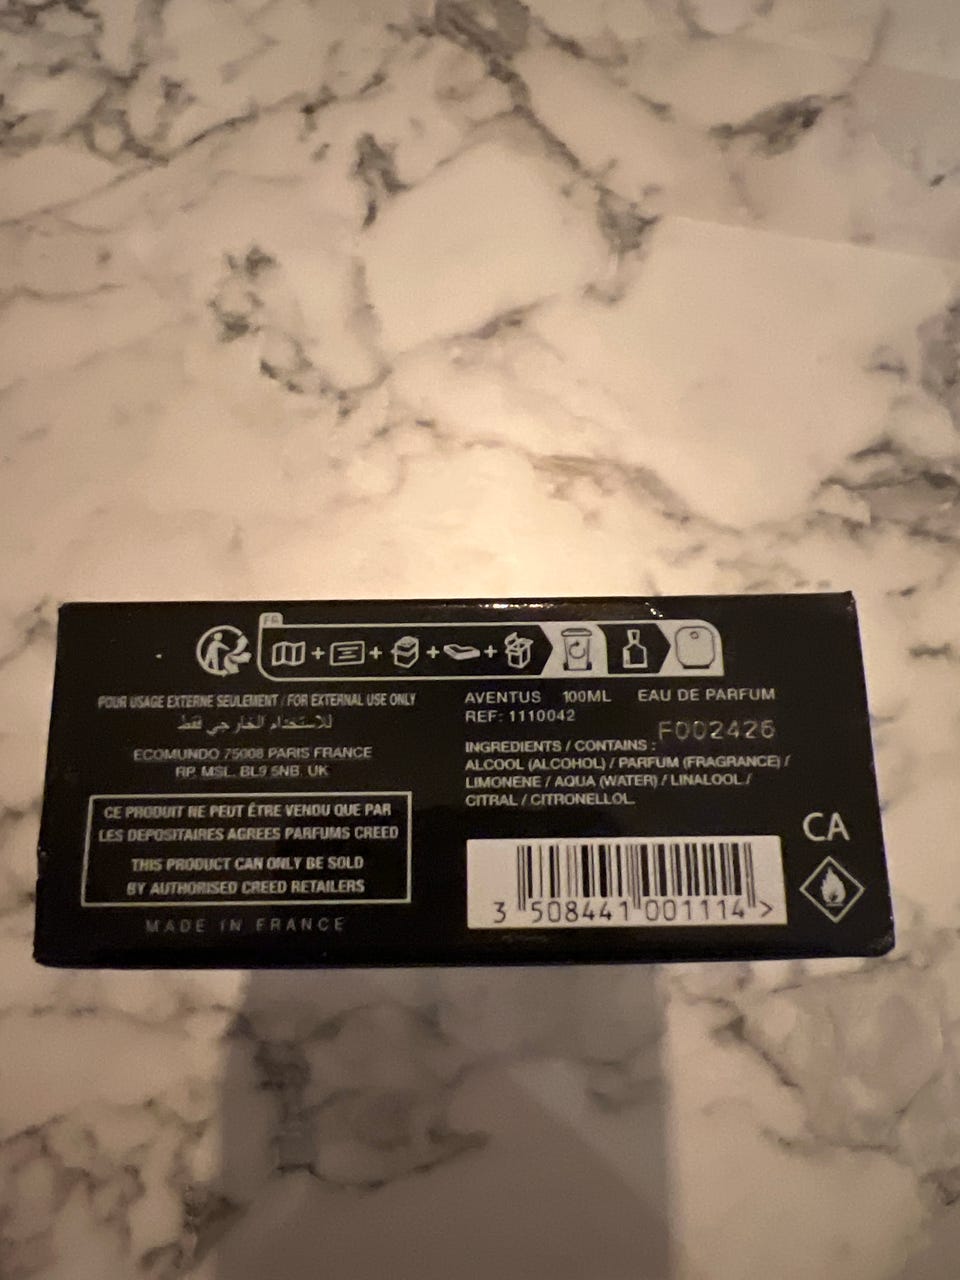 FR
POUR USAGE EXTERNE SEULEMENT / FOR EXTERNAL USE ONLY
للاستخدام الخارجي فقط
ECOMUNDO 75008 PARIS FRANCE
RP. MSL. BL9 5NB UK
CE PRODUIT NE PEUT ÊTRE VENDU QUE PAR
LES DEPOSITAIRES AGREES PARFUMS CREED
THIS PRODUCT CAN ONLY BE SOLD
BY AUTHORISED CREED RETAILERS
MADE IN FRANCE
AVENTUS 100ML EAU DE PARFUM
REF: 1110042
F002426
INGREDIENTS / CONTAINS :
ALCOOL (ALCOHOL) / PARFUM (FRAGRANCE) /
LIMONENE / AQUA (WATER) / LINALOOL /
CITRAL / CITRONELLOL
3 508441 001114 >
CA